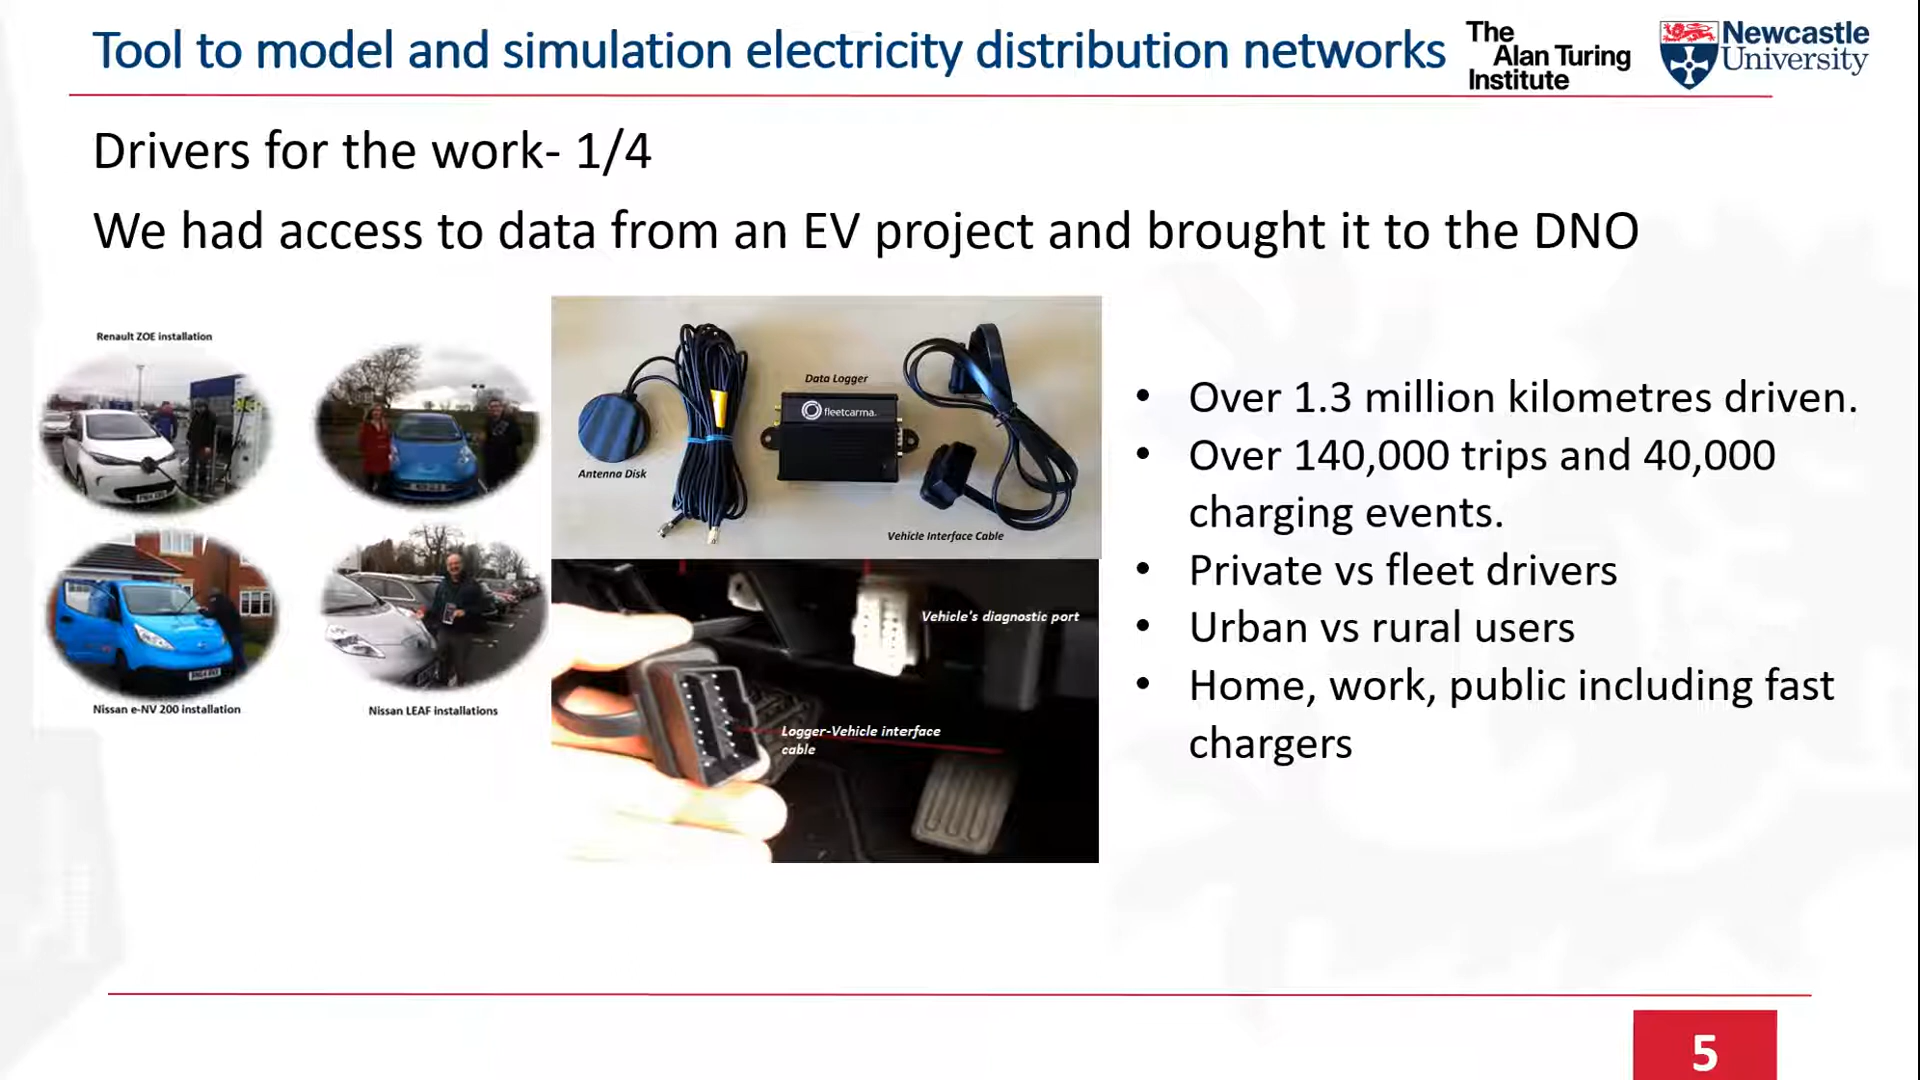 Tool to model and simulation electricity distribution networks
The
Alan Turing
Institute
Newcastle
University
Drivers for the work- 1/4
We had access to data from an EV project and brought it to the DNO
Renault ZOE installation
Nissan e-NV 200 installation
Nissan LEAF installations
Data Logger
fleetcarma.
Antenna Disk
Vehicle Interface Cable
Vehicle's diagnostic port
Logger-Vehicle interface
cable
• Over 1.3 million kilometres driven.
• Over 140,000 trips and 40,000
charging events.
• Private vs fleet drivers
• Urban vs rural users
• Home, work, public including fast
chargers
5